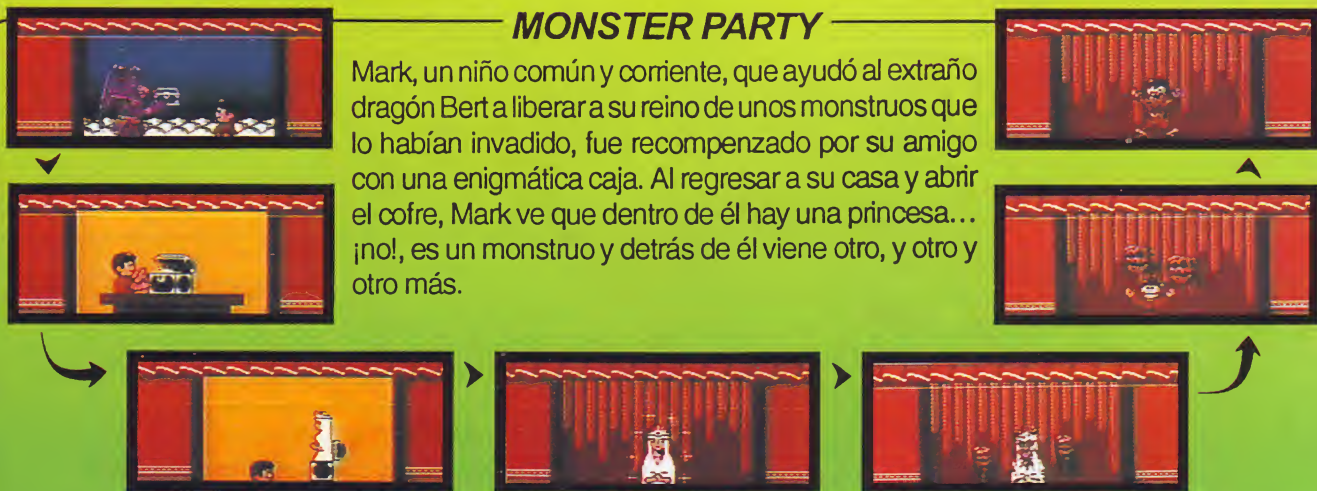 MONSTER PARTY
Mark, un niño común y corriente, que ayudó al extraño
dragón Bert a liberar a su reino de unos monstruos que
lo habían invadido, fue recompenzado por su amigo
con una enigmática caja. Al regresar a su casa y abrir
el cofre, Mark ve que dentro de él hay una princesa...
¡no!, es un monstruo y detrás de él viene otro, y otro y
otro más.